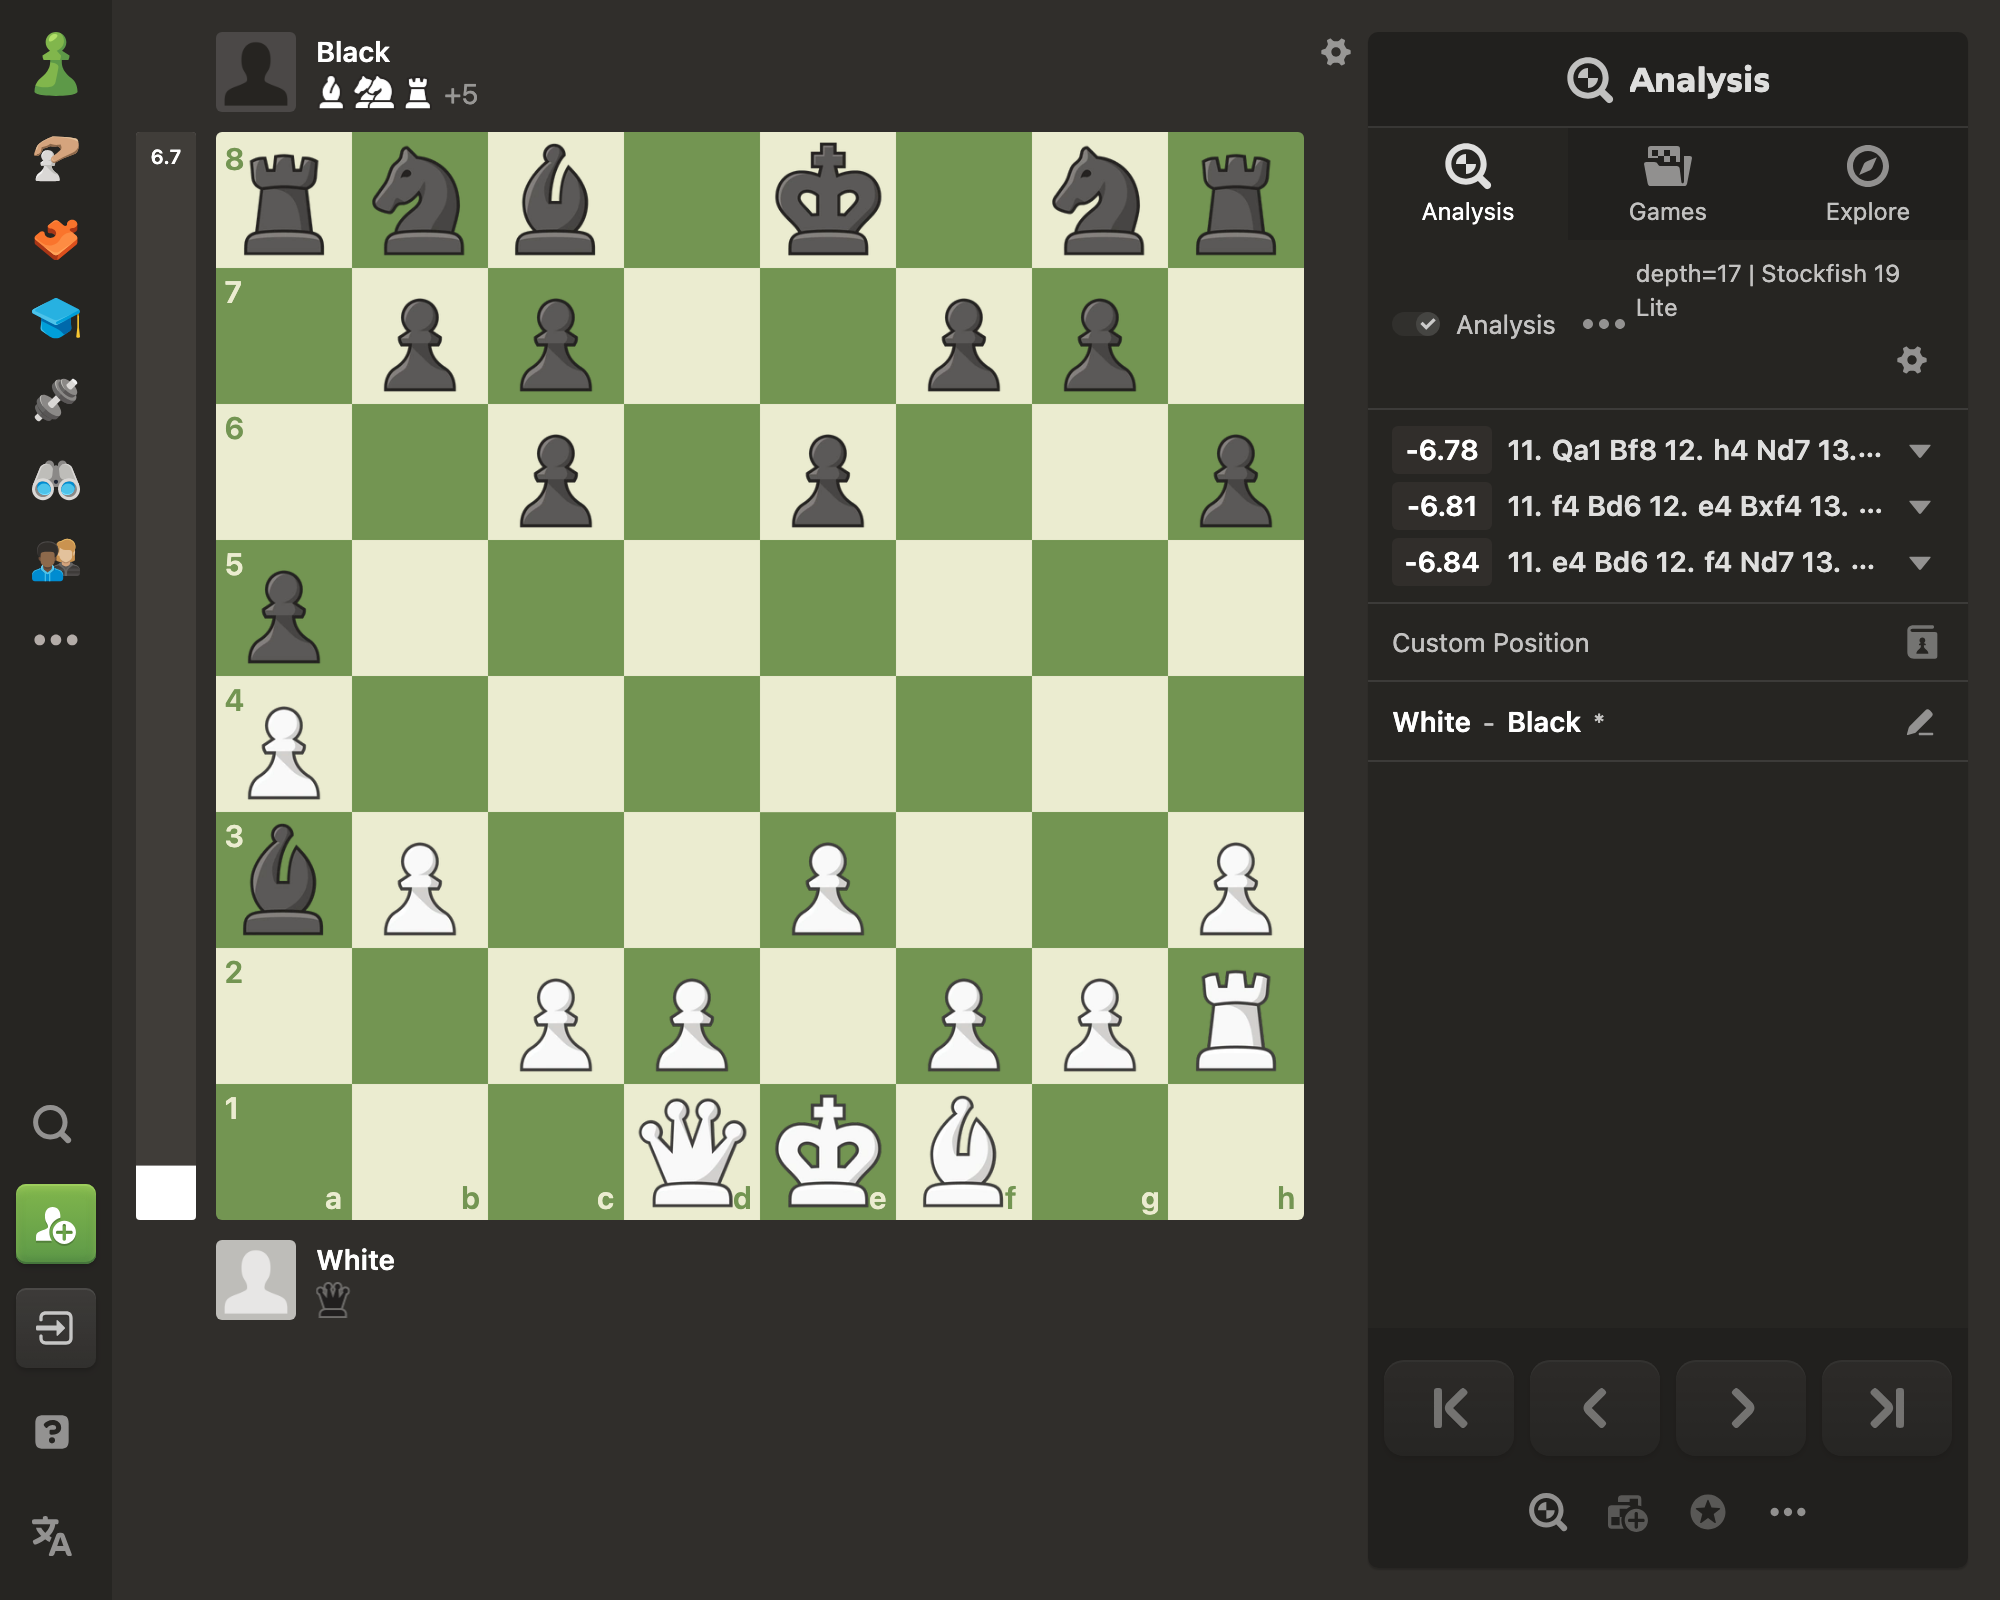 Black
+5
6.7
8
7
6
5
4
3
2
1
a
b
c
d
e
f
g
h
White
Analysis
Analysis
Games
Explore
Analysis
depth=17 | Stockfish 19
Lite
-6.78 11. Qa1 Bf8 12. h4 Nd7 13....
-6.81 11. f4 Bd6 12. e4 Bxf4 13. ...
-6.84 11. e4 Bd6 12. f4 Nd7 13. ...
Custom Position
White - Black *